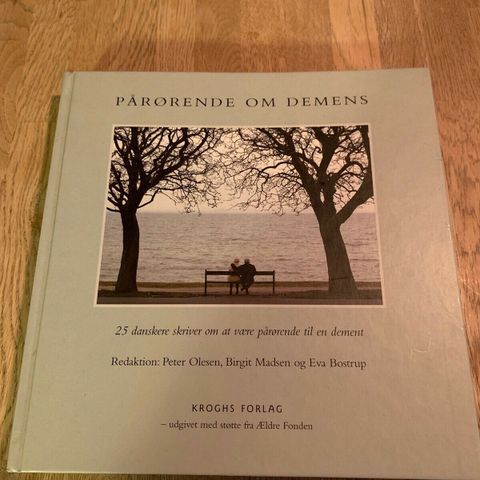 PÅRØRENDE OM DEMENS
25 danskere skriver om at være pårørende til en dement
Redaktion: Peter Olesen, Birgit Madsen og Eva Bostrup
KROGHS FORLAG
– udgivet med støtte fra Ældre Fonden